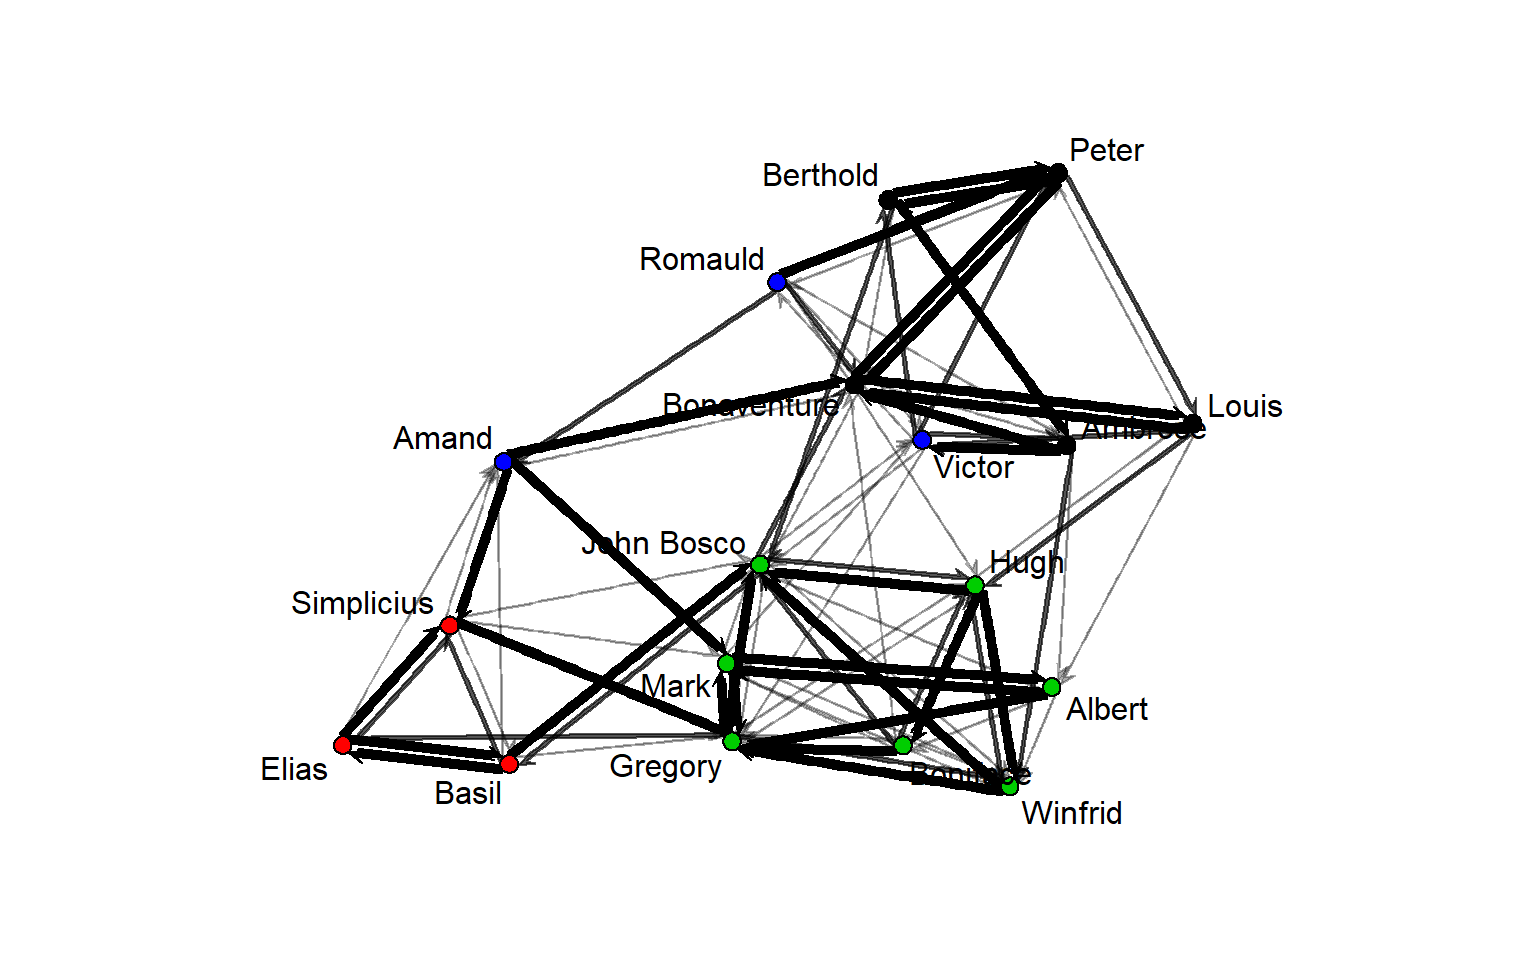 Peter
Berthold
Romauld
Bonaventure
Louis
Ambrose
Amand
Victor
John Bosco
Hugh
Simplicius
Mark
Albert
Gregory
Elias
Boniface
Basil
Winfrid